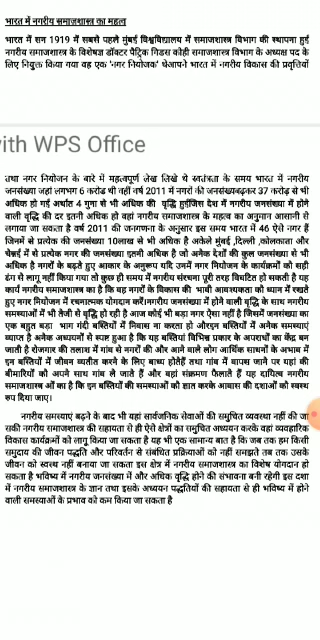 भारत में नगरीय समाजशास्त्र का महत्व
भारत में सन 1919 में सबसे पहले मुंबई विश्वविद्यालय में समाजशास्त्र विभाग की स्थापना हुई
नगरीय समाजशास्त्र के विशेषज्ञ डॉक्टर पैट्रिक गिडस कोही समाजशास्त्र विभाग के अध्यक्ष पद के
लिए नियुक्त किया गया वह एक 'नगर नियोजक' थेआपने भारत में नगरीय विकास की प्रवृत्तियों
ith WPS Office
तथा नगर नियोजन के बारे में महत्वपूर्ण लेख लिखे थे स्वतंत्रता के समय भारत में नगरीय
जनसंख्या जहां लगभग 6 करोड थी वहीं वर्ष 2011 में नगरों की जनसंख्याबढ़कर 37 करोड़ से भी
अधिक हो गई अर्थात 4 गुना से भी अधिक की वृद्धि हुईजिस देश में नगरीय जनसंख्या में होने
वाली वृद्धि की दर इतनी अधिक हो वहां नगरीय समाजशास्त्र के महत्व का अनुमान आसानी से
लगाया जा सकता है वर्ष 2011 की जनगणना के अनुसार इस समय भारत में 46 ऐसे नगर हैं
जिनमें से प्रत्येक की जनसंख्या 10लाख से भी अधिक है अकेले मुंबई ,दिल्ली ,कोलकाता और
चेन्नई में से प्रत्येक नगर की जनसंख्या इतनी अधिक है जो अनेक देशों की कुल जनसंख्या से भी
अधिक है नगरों के बढ़ते हुए आकार के अनुरूप यदि उनमें नगर नियोजन के कार्यक्रमों को सही
ढंग से लागू नहीं किया गया तो कुछ ही समय में नगरीय संरचना पूरी तरह विघटित हो सकती है यह
कार्य नगरीय समाजशास्त्र का है कि वह नगरों के विकास की भावी आवश्यकता को ध्यान में रखते
हुए नगर नियोजन में रचनात्मक योगदान करेंनगरीय जनसंख्या में होने वाली वृद्धि के साथ नगरीय
समस्याओं में भी तेजी से वृद्धि हो रही है आज कोई भी बड़ा नगर ऐसा नहीं है जिसमें जनसंख्या का
एक बहुत बड़ा भाग गंदी बस्तियों में निवास ना करता हो औरइन बस्तियों में अनेक समस्याएं
व्याप्त है अनेक अध्ययनों से स्पष्ट हुआ है कि यह बस्तियां विभिन्न प्रकार के अपराधों का केंद्र बन
जाती है रोजगार की तलाश में गांव से नगरों की और आने वाले लोग आर्थिक साधनों के अभाव में
इन बस्तियों में जीवन व्यतीत करने के लिए बाध्य होतेहैं तथा गांव में वापस जाने पर यहां की
बीमारियों को अपने साथ गांव ले जाते हैं और वहां संक्रमण फैलाते हैं यह दायित्व नगरीय
समाजशास्त्र ओं का है कि इन बस्तियों की समस्याओं को ज्ञात करके आवास की दशाओं को स्वस्थ
रूप दिया जाए।
नगरीय समस्याएं बढ़ने के बाद भी यहां सार्वजनिक सेवाओं की समुचित व्यवस्था नहीं की जा
सकी नगरीय समाजशास्त्र की सहायता से ही ऐसे क्षेत्रों का समुचित अध्ययन करके वहां व्यवहारिक
विकास कार्यक्रमों को लागू किया जा सकता है यह भी एक सामान्य बात है कि जब तक हम किसी
समुदाय की जीवन पद्धति और परिवर्तन से संबंधित प्रक्रियाओं को नहीं समझते तब तक उसके
जीवन को स्वस्थ नहीं बनाया जा सकता इस क्षेत्र में नगरीय समाजशास्त्र का विशेष योगदान हो
सकता है भविष्य में नगरीय जनसंख्या में और अधिक वृद्धि होने की संभावना बनी रहेगी इस दशा
में नगरीय समाजशास्त्र के ज्ञान तथा इसके अध्ययन पद्धतियों की सहायता से ही भविष्य में होने
वाली समस्याओं के प्रभाव को कम किया जा सकता है